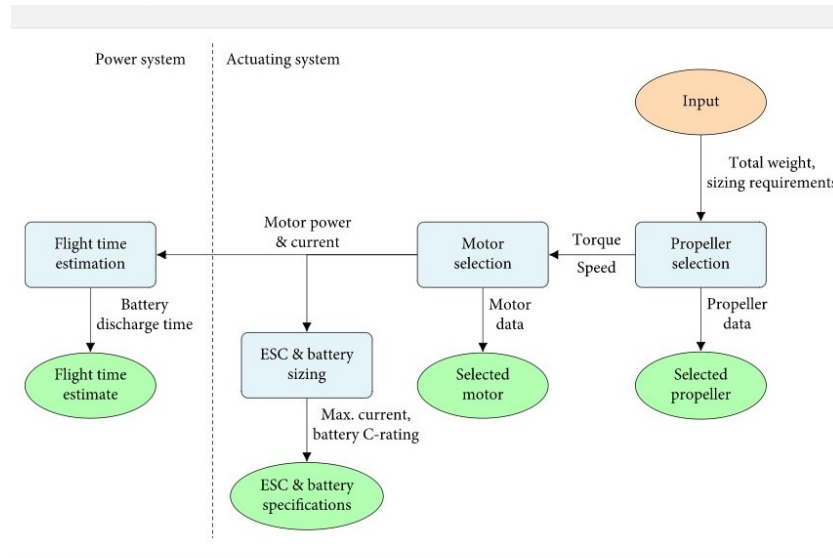 Power system
Actuating system
Input
Total weight,
sizing requirements
Motor power
& current
Flight time
estimation
Motor
selection
Torque
Speed
Propeller
selection
Battery
discharge time
Motor
data
Propeller
data
ESC & battery
sizing
Flight time
estimate
Selected
motor
Selected
propeller
Max. current,
battery C-rating
ESC & battery
specifications